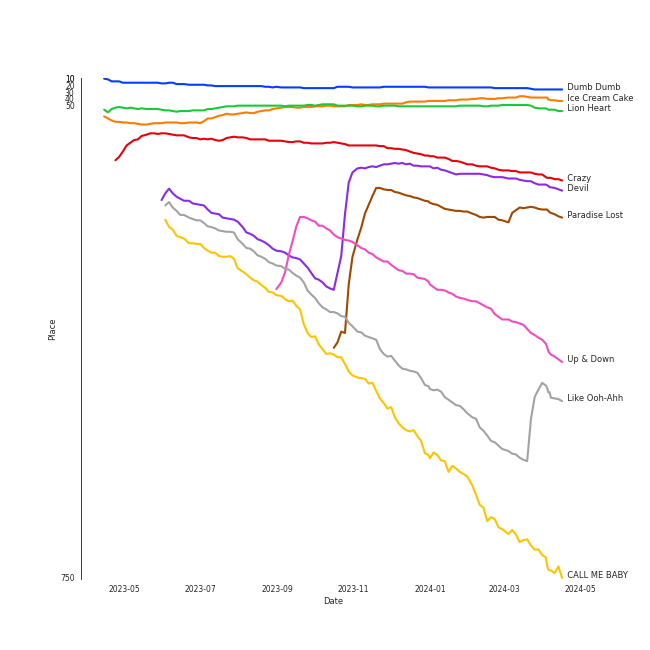 10
20
30
40
50
750
Place
Dumb Dumb
Ice Cream Cake
Lion Heart
Crazy
Devil
Paradise Lost
Up & Down
Like Ooh-Ahh
CALL ME BABY
2023-05
2023-07
2023-09
2023-11
2024-01
2024-03
2024-05
Date